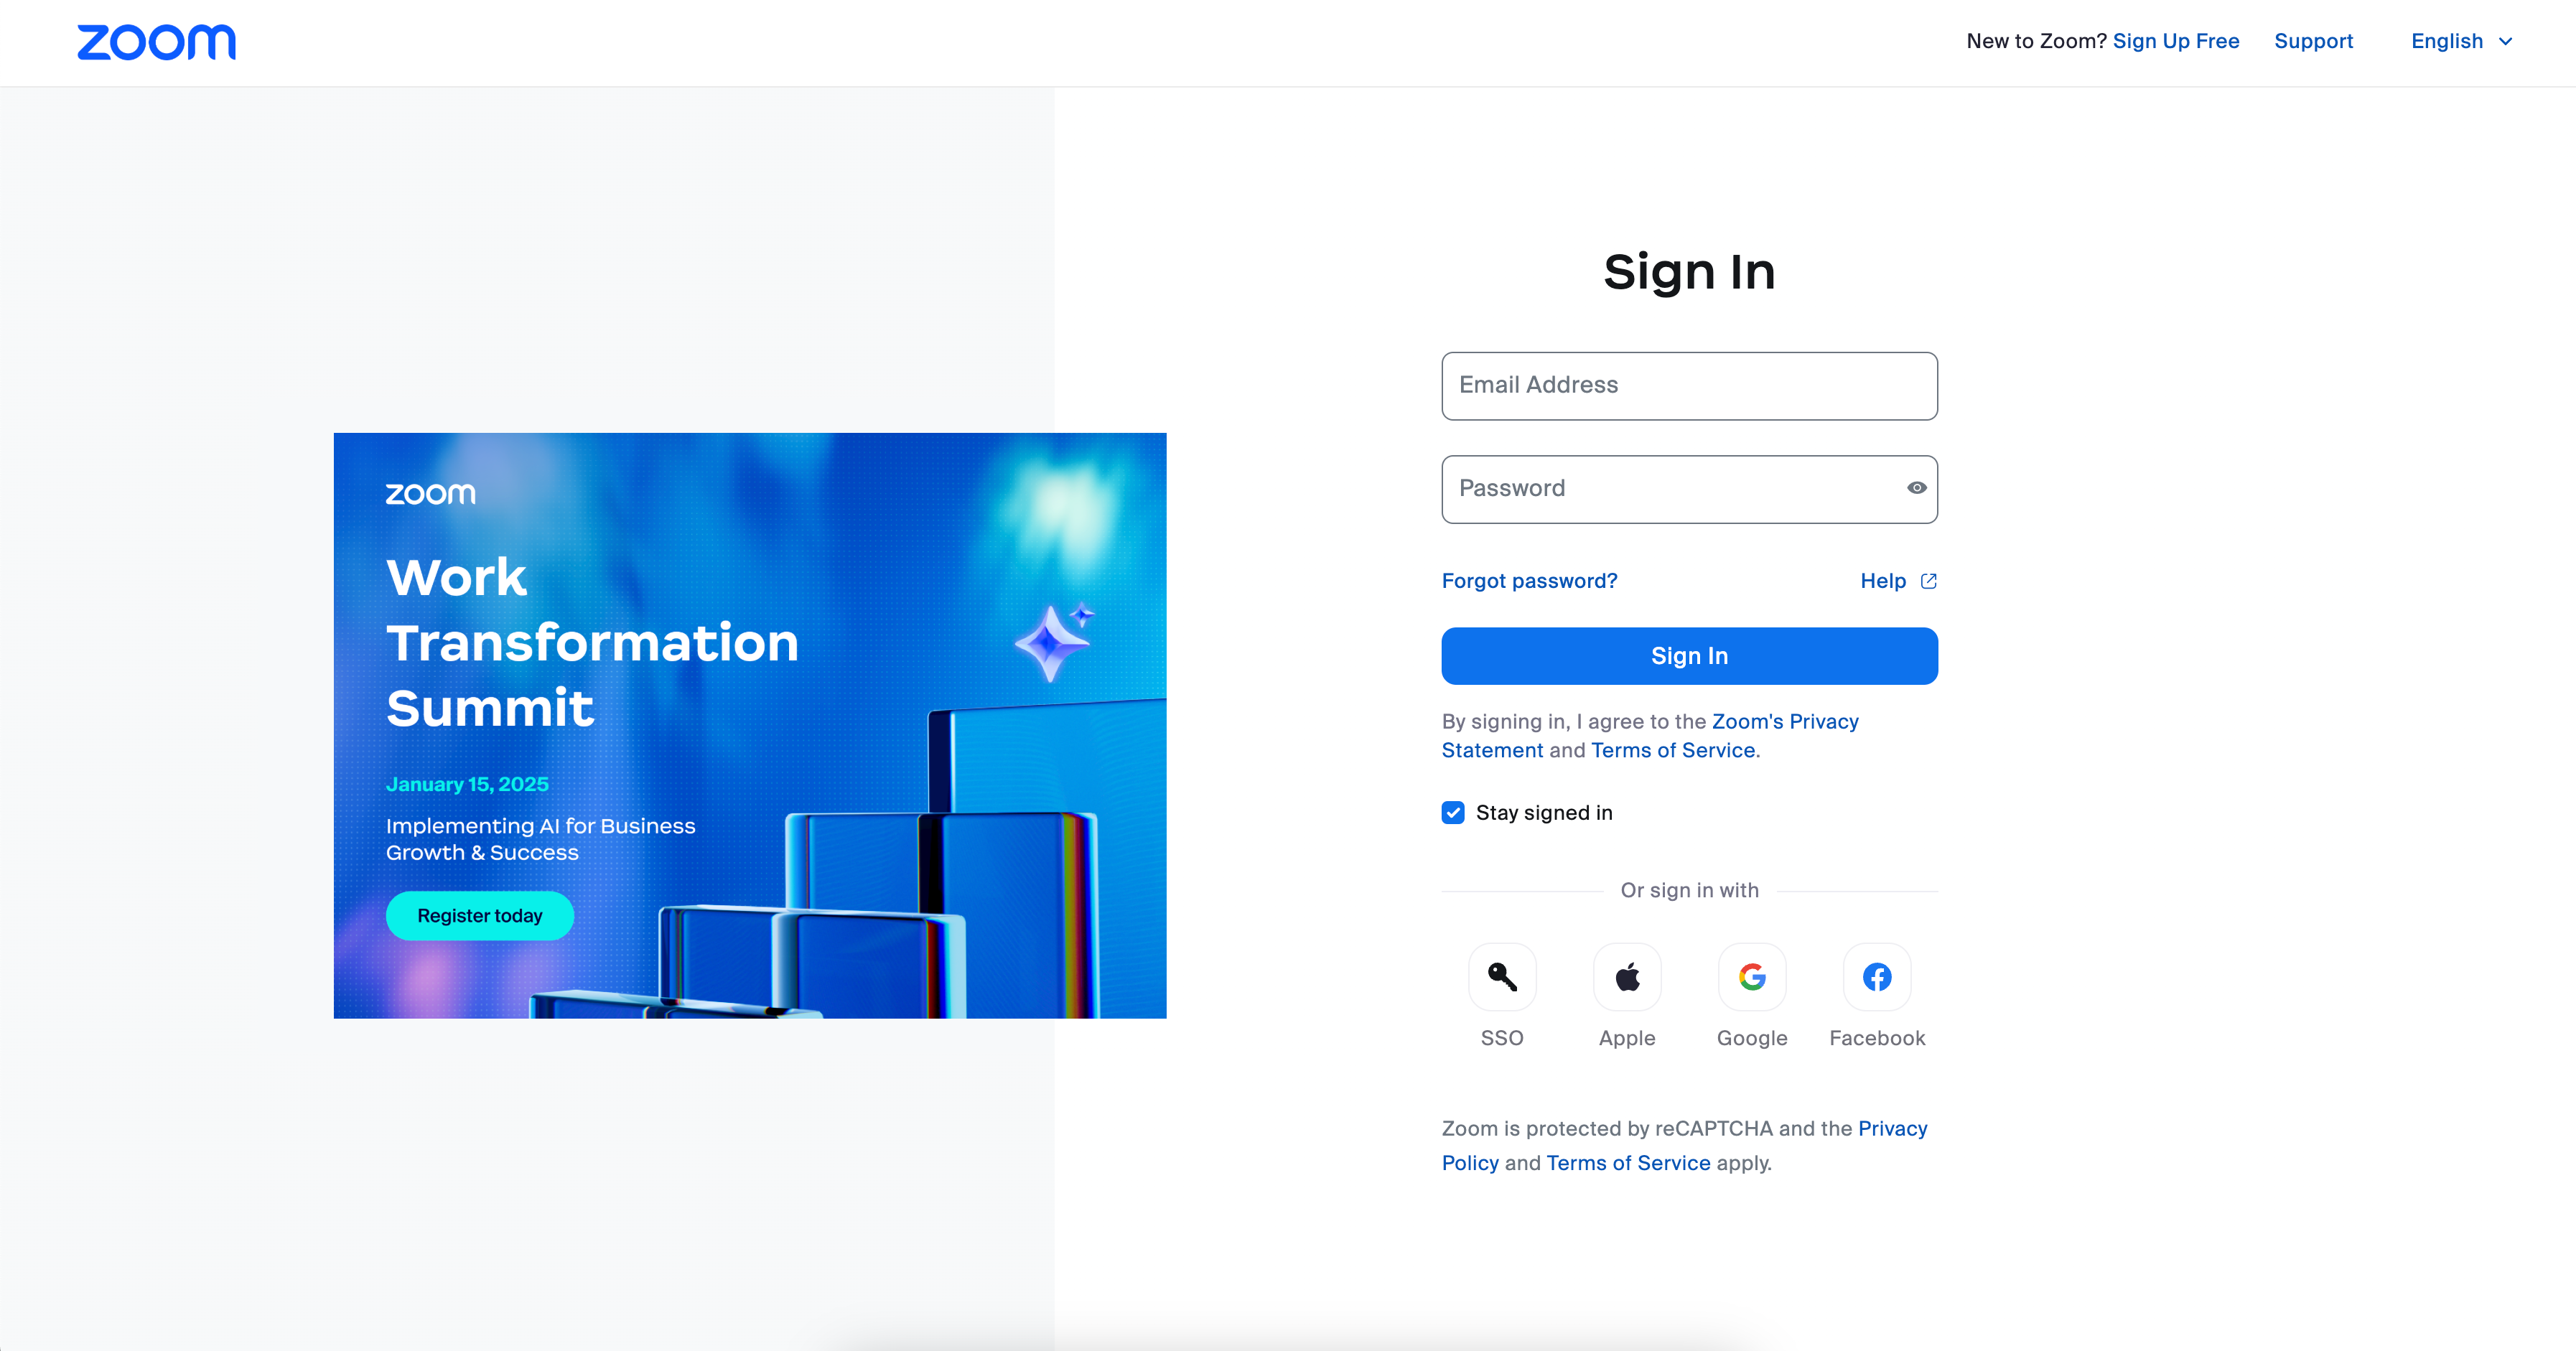 zoom
New to Zoom? Sign Up Free Support English
zoom
Work
Transformation
Summit
January 15, 2025
Implementing AI for Business
Growth & Success
Register today
Sign In
Email Address
Password
Forgot password? Help
Sign In
By signing in, I agree to the Zoom's Privacy
Statement and Terms of Service.
Stay signed in
Or sign in with
SSO Apple Google Facebook
Zoom is protected by reCAPTCHA and the Privacy
Policy and Terms of Service apply.